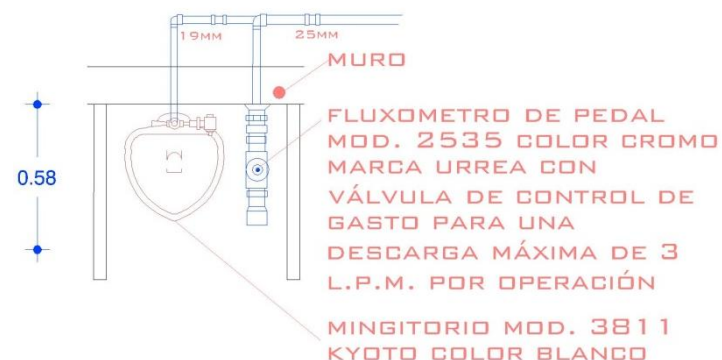 19MM
25MM
MURO
FLUXOMETRO DE PEDAL
MOD. 2535 COLOR CROMO
MARCA URREA CON
VÁLVULA DE CONTROL DE
GASTO PARA UNA
DESCARGA MÁXIMA DE 3
L.P.M. POR OPERACIÓN
0.58
MINGITORIO MOD. 3811
KYOTO COLOR BLANCO